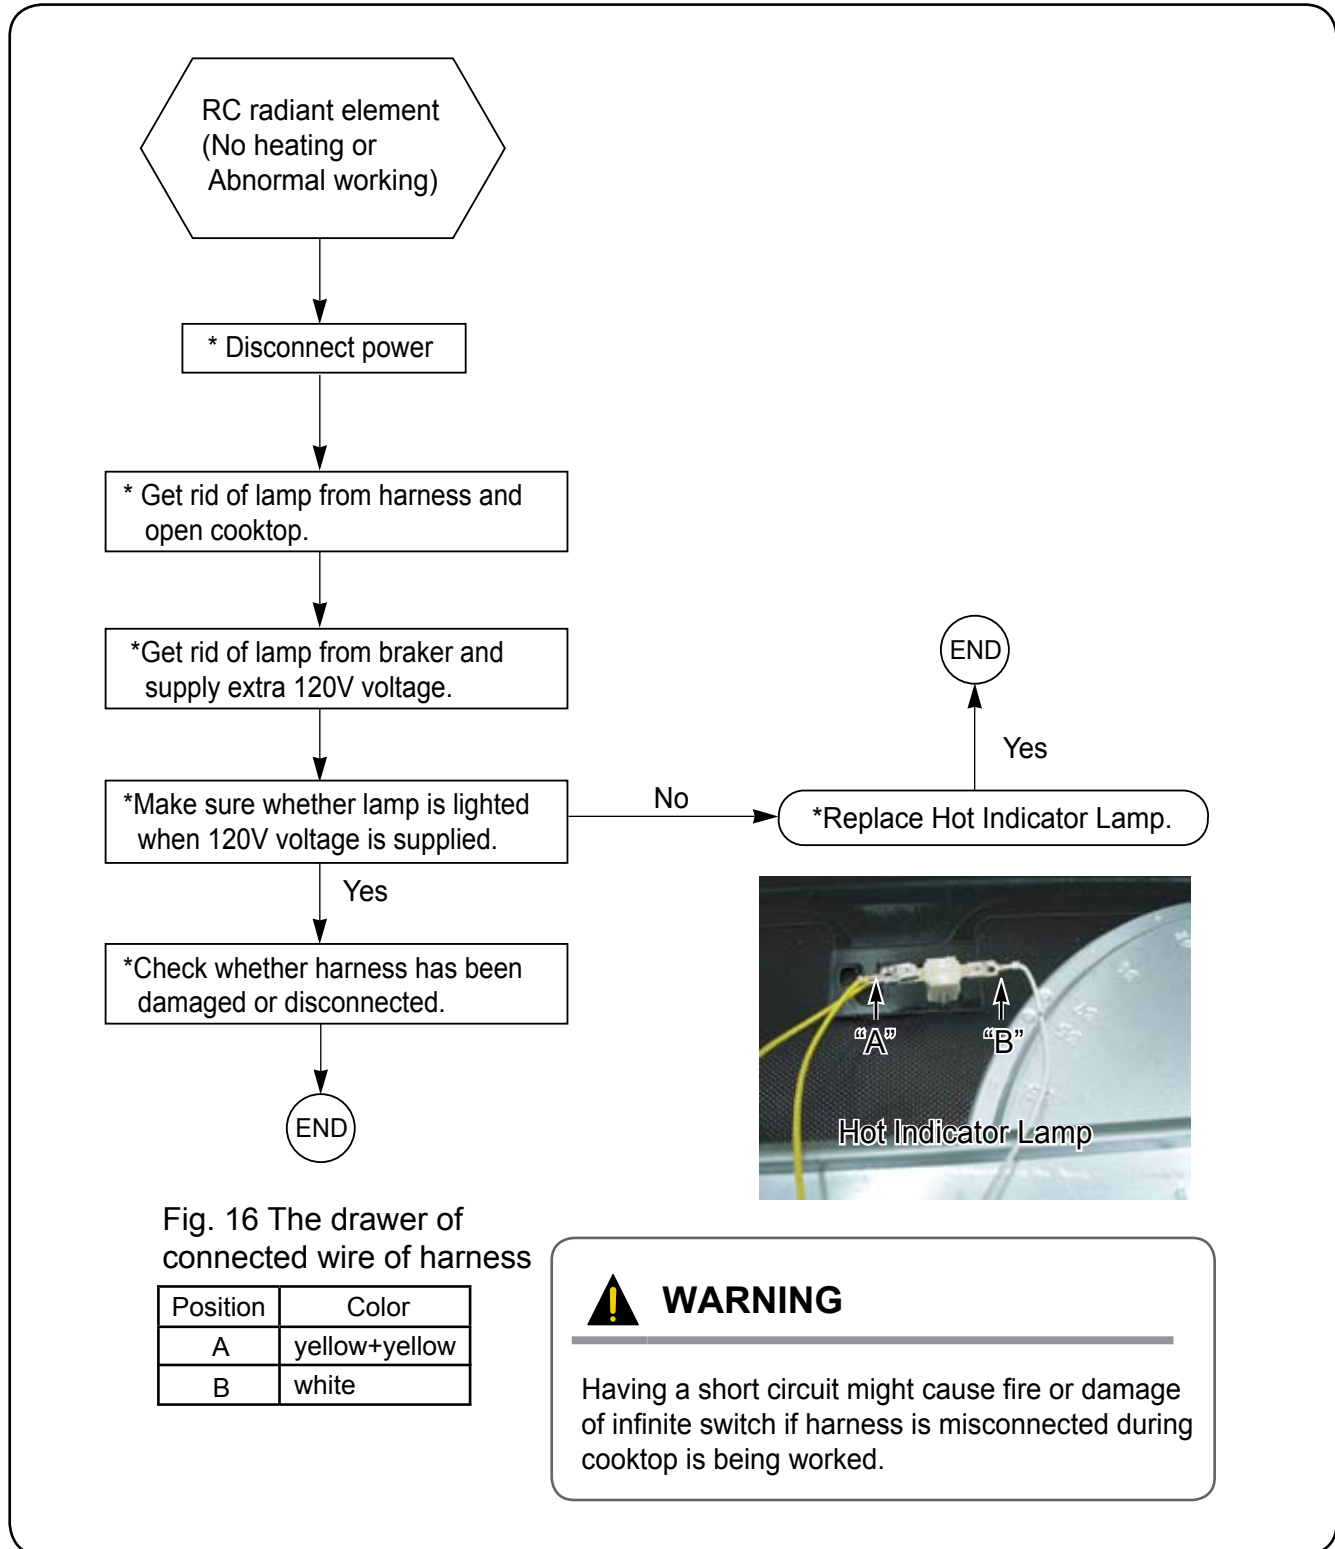 RC radiant element
(No heating or
Abnormal working)
* Disconnect power
* Get rid of lamp from harness and
open cooktop.
*Get rid of lamp from braker and
supply extra 120V voltage.
*Make sure whether lamp is lighted
when 120V voltage is supplied.
No
*Replace Hot Indicator Lamp.
Yes
END
Yes
*Check whether harness has been
damaged or disconnected.
END
"A" "B"
Hot Indicator Lamp
Fig. 16 The drawer of
connected wire of harness
Position Color
A yellow+yellow
B white
WARNING
Having a short circuit might cause fire or damage
of infinite switch if harness is misconnected during
cooktop is being worked.